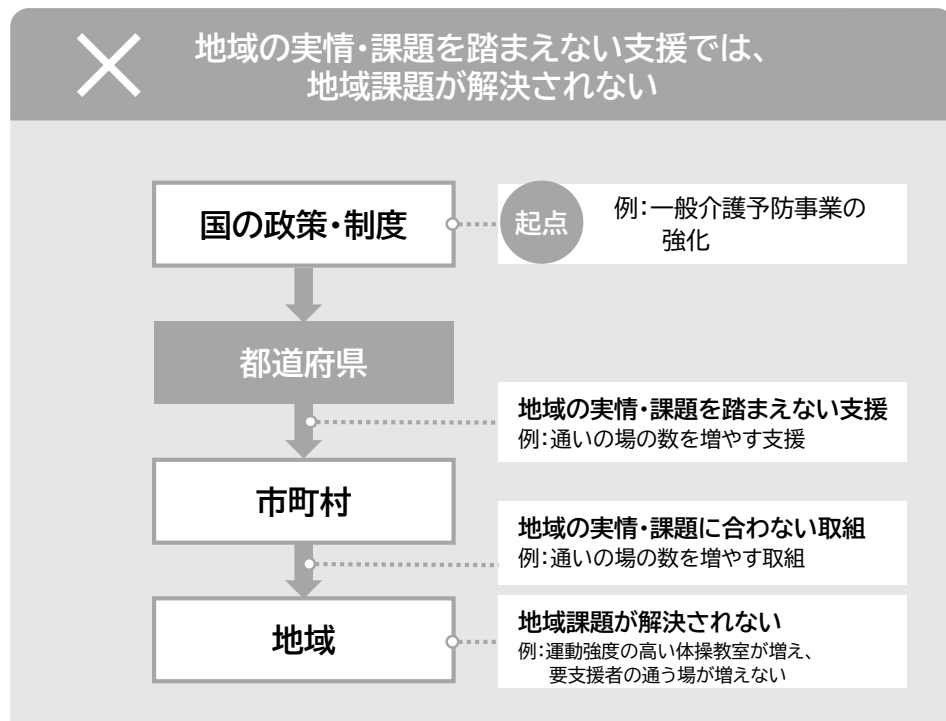 地域の実情・課題を踏まえない支援では、
地域課題が解決されない
国の政策・制度
起点
例：一般介護予防事業の
強化
都道府県
地域の実情・課題を踏まえない支援
例：通いの場の数を増やす支援
市町村
地域の実情・課題に合わない取組
例：通いの場の数を増やす取組
地域
地域課題が解決されない
例：運動強度の高い体操教室が増え、
要支援者の通う場が増えない